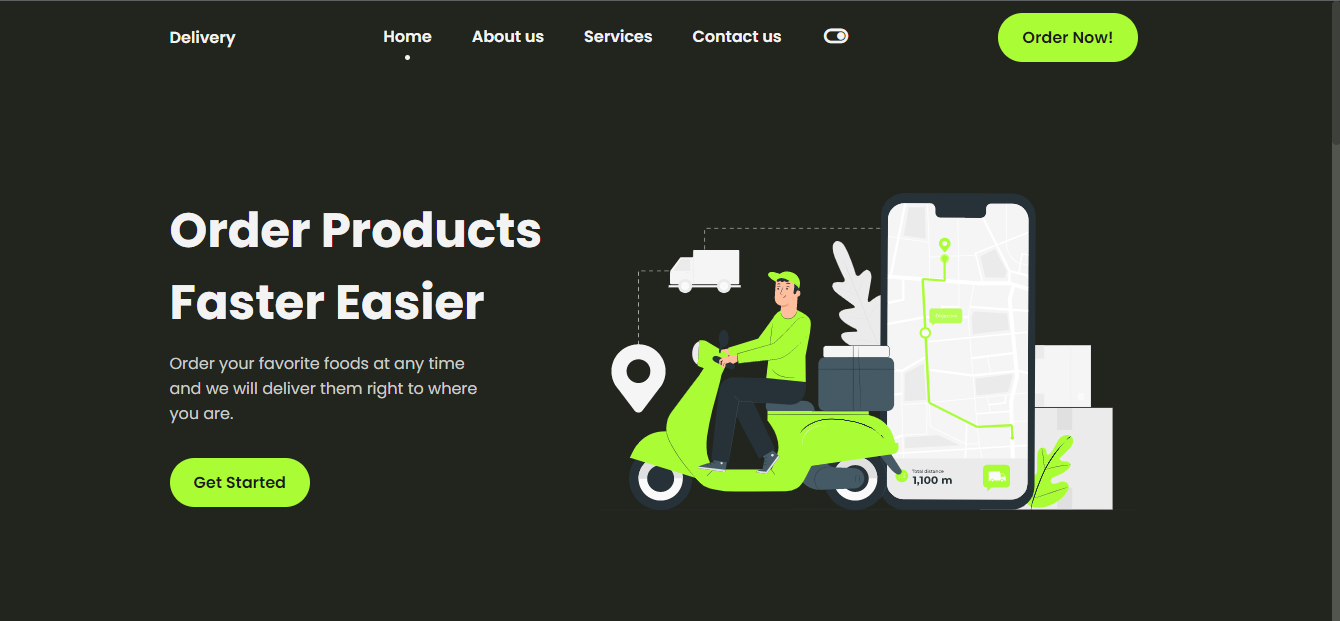 Delivery
Home
About us
Services
Contact us
Order Now!
Order Products
Faster Easier
Order your favorite foods at any time
and we will deliver them right to where
you are.
Get Started
Total distance
1,100 m